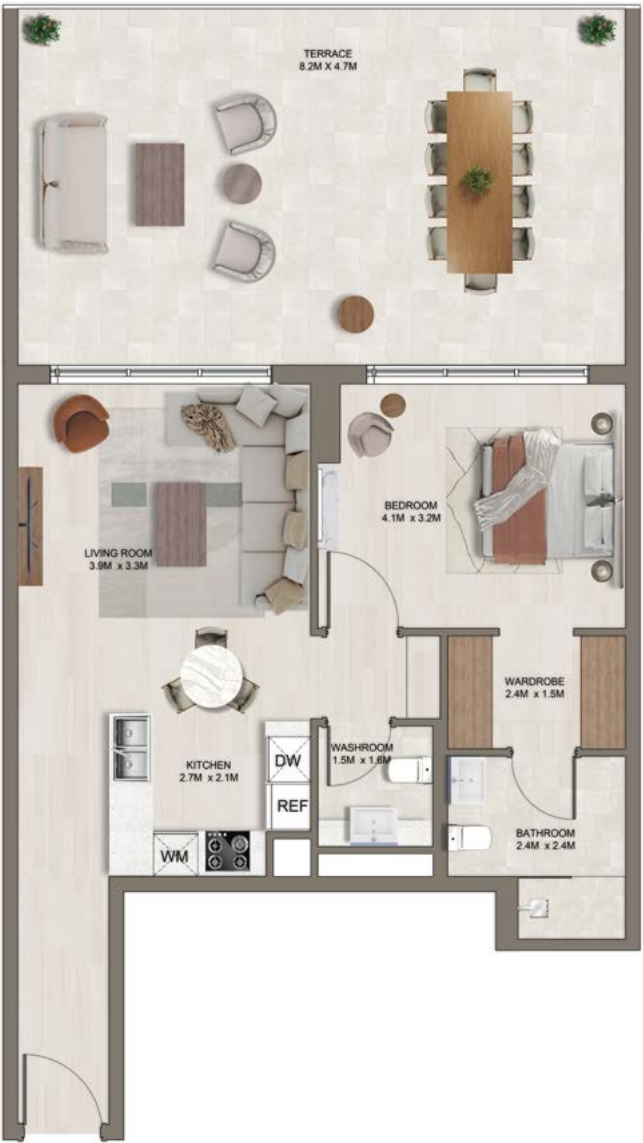 TERRACE
8.2M X 4.7M
BEDROOM
4.1M x 3.2M
LIVING ROOM
3.9M x 3.3M
WARDROBE
2.4M x 1.5M
WASHROOM
1.5M x 1.6M
KITCHEN
2.7M x 2.1M
DW
REF
WM
BATHROOM
2.4M x 2.4M